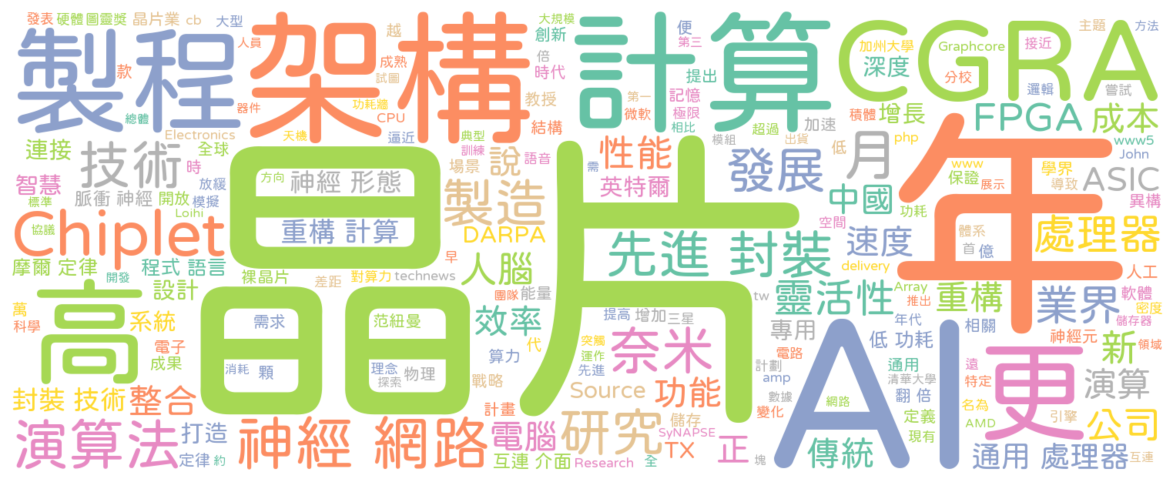 發表 硬體 圖靈獎 晶片業 cb 大型 越 大規模 創新 便 第三 加州大學 Graphcore 接近 主題 方法
製程 架構 計算 CGRA
人員 款 成熟 試圖 倍 時代 提出 深度 分校 邏輯 嘗試
器件 總體 功耗牆 CPU 教授 第一 微軟 記憶 極限 相比 積體 增長 FPGA 成本
Electronics 天機 逼近 典型 訓練 結構 模組 出貨 超過 加速 低 php www5
連接 技術 全球 時 方向 神經 形態 場景 說 語音 需 性能 發展 月 www 保證 學界 導致 John 展示
智慧 脈衝 神經 開放 放緩 模擬 標準 Loihi 製造 英特爾 中國 功耗 ASIC 異構
Chiplet 協議 重構 計算 DARPA 先進 封裝 空間 速度 體系 首 億 年 處理器
晶片
摩爾 定律 開發 程式 語言 裸晶片 差距 對算力 technews 早 人腦 delivery 人工
萬 科學 高 設計 系統 團隊 能量 tw 靈活性 Array 推出 重構 業界 軟體 密度
需求 范紐曼 效率 代 提高 增加 三星 專用 年代 低 功耗 相關 儲存器
電子 成果 消耗 顆 理念 探索 物理 算力 突觸 運作 先進 奈米 電路 通用 神經元 新 領域
封裝 技術 整合 戰略 Source 功能 計劃 amp 清華大學 翻 倍 遠 特定 更 演算
計畫 儲存 數據 變化 AI 網路 定義 現有 名為 AMD 引擎 公司
演算法 打造 神經 網路 電腦 研究 SyNAPSE TX 正 傳統
定律 約 互連 介面 Research 全 塊 通用 處理器 互連